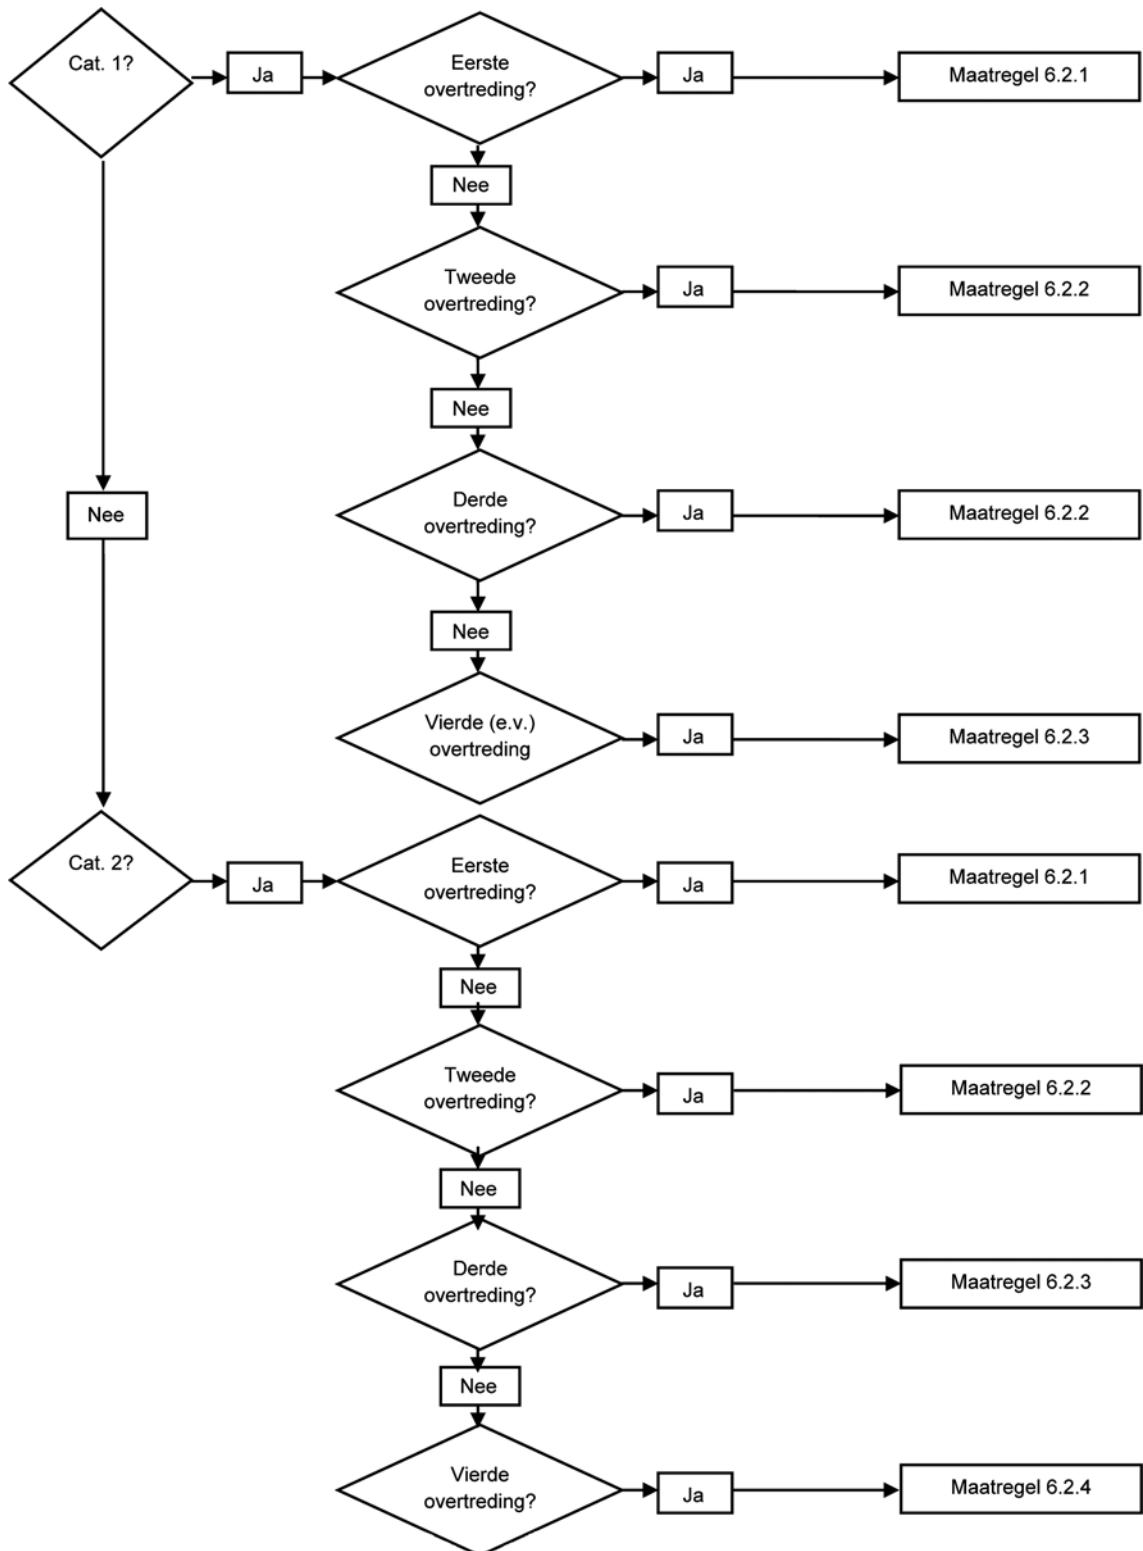 Cat. 1?
Ja
Eerste
overtreding?
Ja
Maatregel 6.2.1
Nee
Tweede
overtreding?
Ja
Maatregel 6.2.2
Nee
Nee
Derde
overtreding?
Ja
Maatregel 6.2.2
Nee
Vierde (e.v.)
overtreding
Ja
Maatregel 6.2.3
Cat. 2?
Ja
Eerste
overtreding?
Ja
Maatregel 6.2.1
Nee
Tweede
overtreding?
Ja
Maatregel 6.2.2
Nee
Derde
overtreding?
Ja
Maatregel 6.2.3
Nee
Vierde
overtreding?
Ja
Maatregel 6.2.4